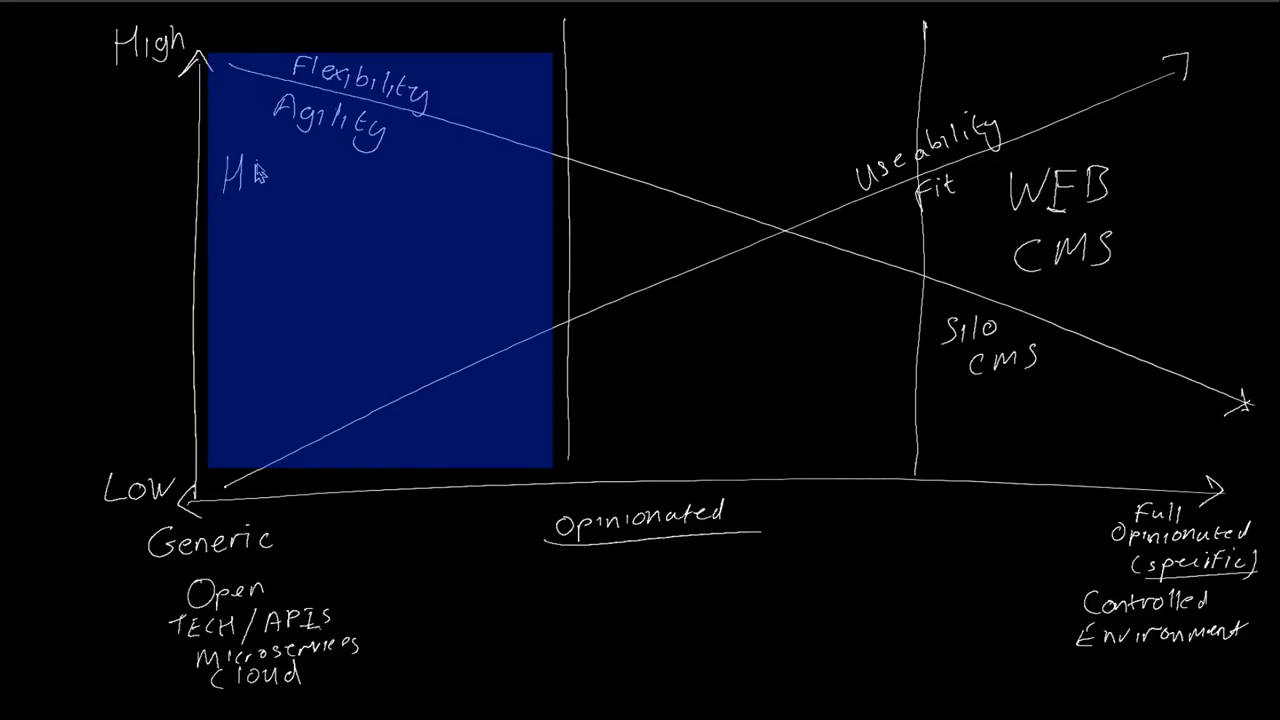 High
Flexibility
Agility
Useability
Fit
WEB
CMS
Silo
CMS
Low
Generic
Opinionated
Full
Opinionated
(specific)
Open
TECH/APIs
Microservices
Cloud
Controlled
Environment